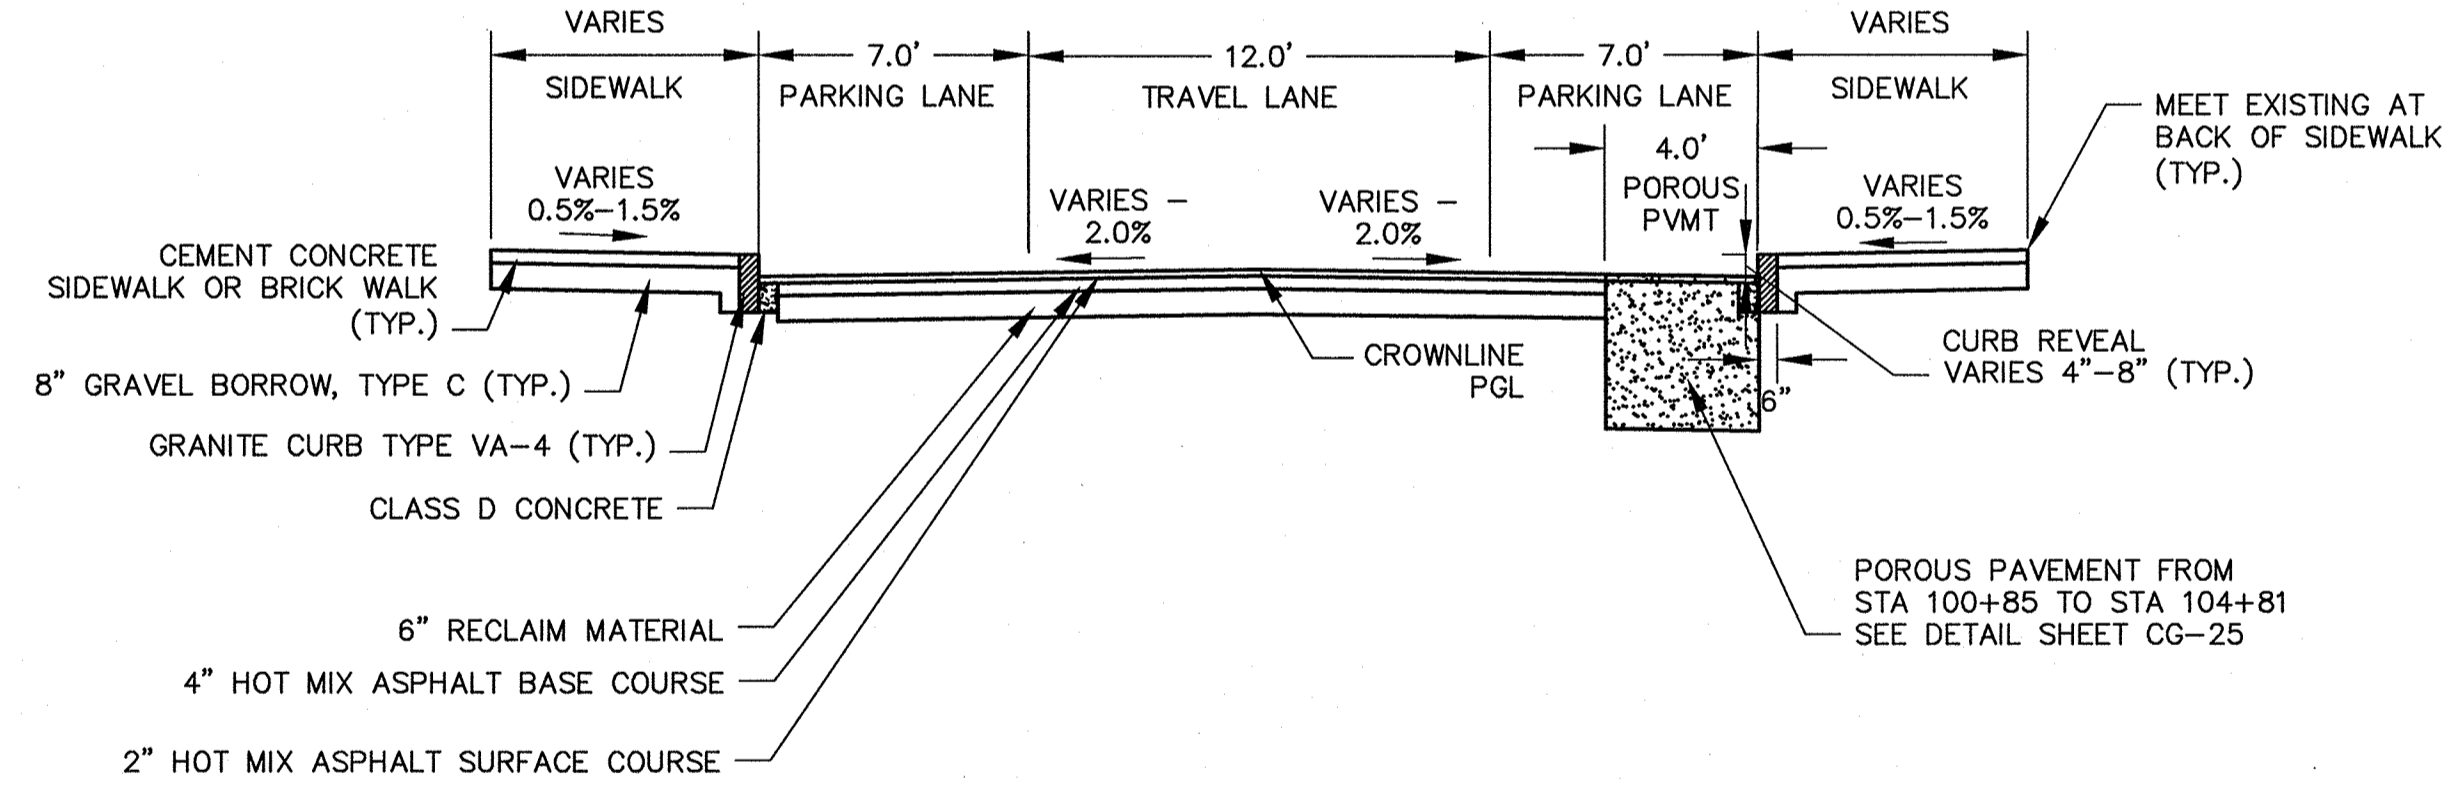 VARIES
VARIES
7.0'
12.0'
7.0'
SIDEWALK
PARKING LANE
TRAVEL LANE
PARKING LANE
SIDEWALK
MEET EXISTING AT
BACK OF SIDEWALK
(TYP.)
4.0'
POROUS
PVMT
VARIES
0.5%-1.5%
VARIES -
2.0%
VARIES -
2.0%
VARIES
0.5%-1.5%
CEMENT CONCRETE
SIDEWALK OR BRICK WALK
(TYP.)
8" GRAVEL BORROW, TYPE C (TYP.)
GRANITE CURB TYPE VA-4 (TYP.)
CLASS D CONCRETE
CROWNLINE
PGL
6"
CURB REVEAL
VARIES 4"-8" (TYP.)
6" RECLAIM MATERIAL
4" HOT MIX ASPHALT BASE COURSE
2" HOT MIX ASPHALT SURFACE COURSE
POROUS PAVEMENT FROM
STA 100+85 TO STA 104+81
SEE DETAIL SHEET CG-25